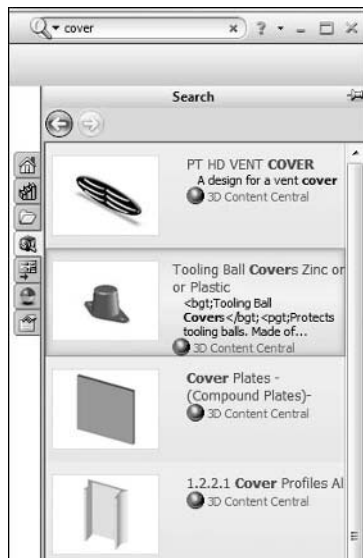 cover
Search
PT HD VENT COVER
A design for a vent cover
3D Content Central
Tooling Ball Covers Zinc or
or Plastic
<bgt;Tooling Ball
Covers</bgt; <pgt;Protects
tooling balls. Made of...
3D Content Central
Cover Plates -
(Compound Plates)-
3D Content Central
1.2.2.1 Cover Profiles Al
3D Content Central